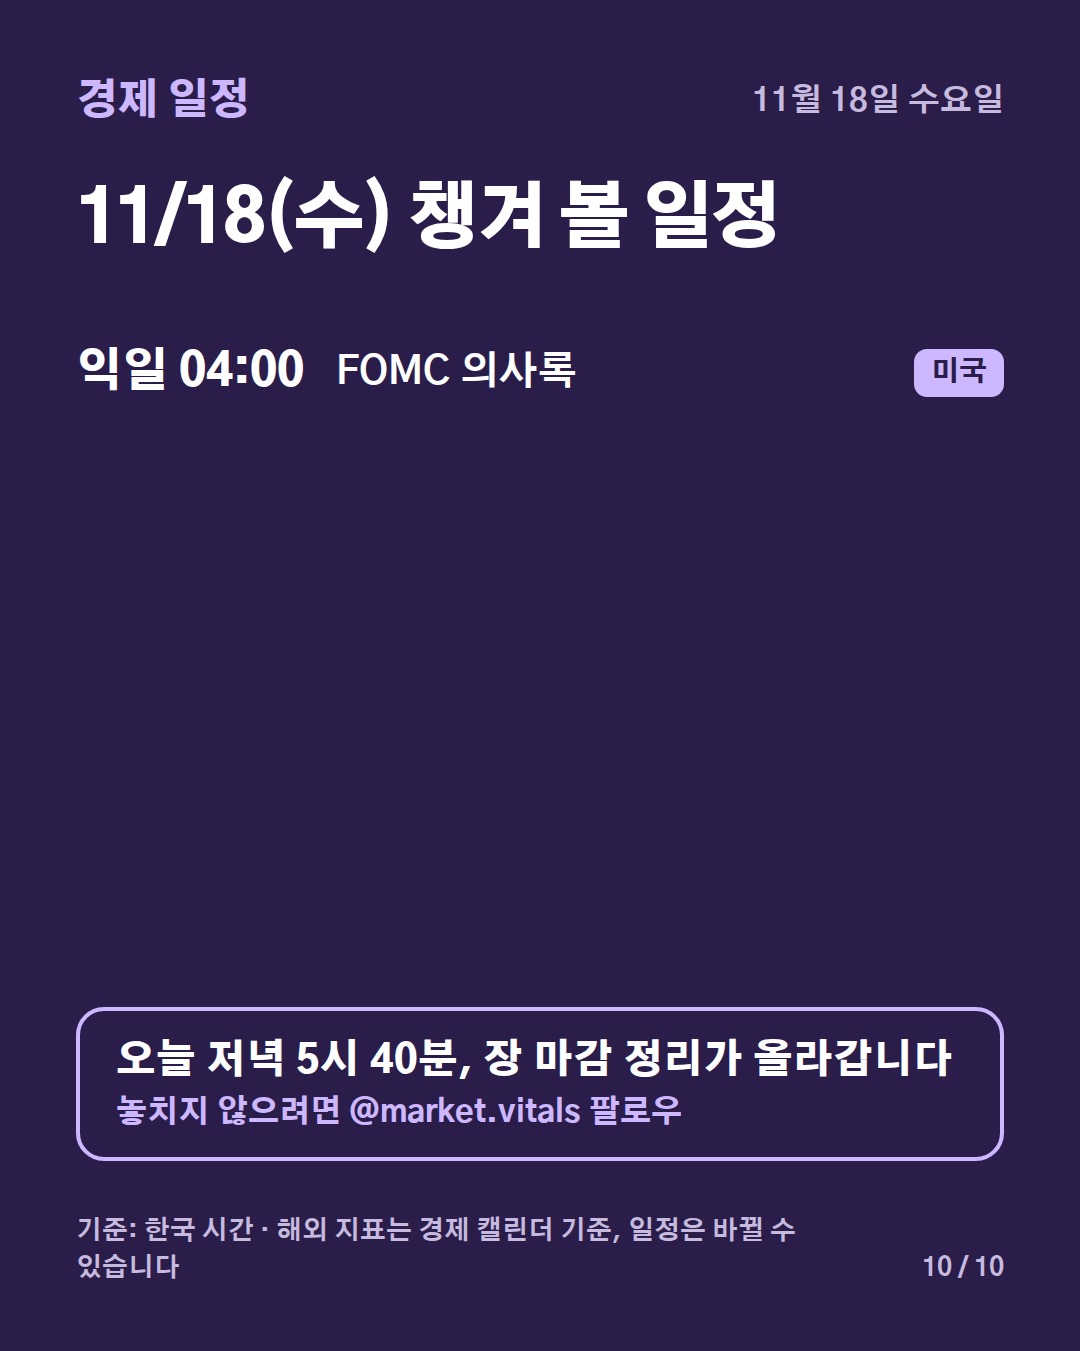 경제 일정
11월 18일 수요일
11/18(수) 챙겨 볼 일정
익일 04:00 FOMC 의사록
미국
오늘 저녁 5시 40분, 장 마감 정리가 올라갑니다
놓치지 않으려면 @market.vitals 팔로우
기준: 한국 시간 · 해외 지표는 경제 캘린더 기준, 일정은 바뀔 수
있습니다
10 / 10